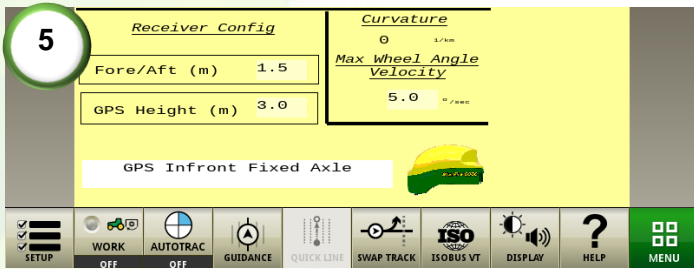 5
Receiver Config
Fore/Aft (m) 1.5
GPS Height (m) 3.0
Curvature
0 1/km
Max Wheel Angle
Velocity
5.0 °/sec
GPS Infront Fixed Axle
SETUP
WORK
OFF
AUTOTRAC
OFF
GUIDANCE
QUICK LINE
SWAP TRACK
ISO
ISOBUS VT
DISPLAY
?
HELP
MENU